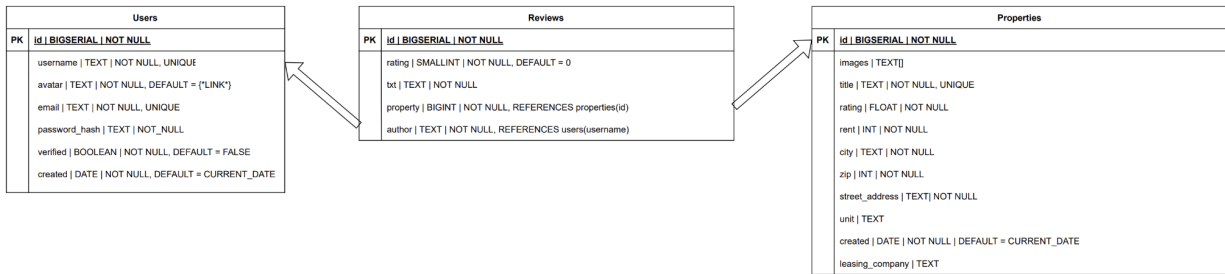 Users
PK id | BIGSERIAL | NOT NULL
username | TEXT | NOT NULL, UNIQUE
avatar | TEXT | NOT NULL, DEFAULT = {*LINK*}
email | TEXT | NOT NULL, UNIQUE
password_hash | TEXT | NOT_NULL
verified | BOOLEAN | NOT NULL, DEFAULT = FALSE
created | DATE | NOT NULL, DEFAULT = CURRENT_DATE
Reviews
PK id | BIGSERIAL | NOT NULL
rating | SMALLINT | NOT NULL, DEFAULT = 0
txt | TEXT | NOT NULL
property | BIGINT | NOT NULL, REFERENCES properties(id)
author | TEXT | NOT NULL, REFERENCES users(username)
Properties
PK id | BIGSERIAL | NOT NULL
images | TEXT[]
title | TEXT | NOT NULL, UNIQUE
rating | FLOAT | NOT NULL
rent | INT | NOT NULL
city | TEXT | NOT NULL
zip | INT | NOT NULL
street_address | TEXT| NOT NULL
unit | TEXT
created | DATE | NOT NULL | DEFAULT = CURRENT_DATE
leasing_company | TEXT